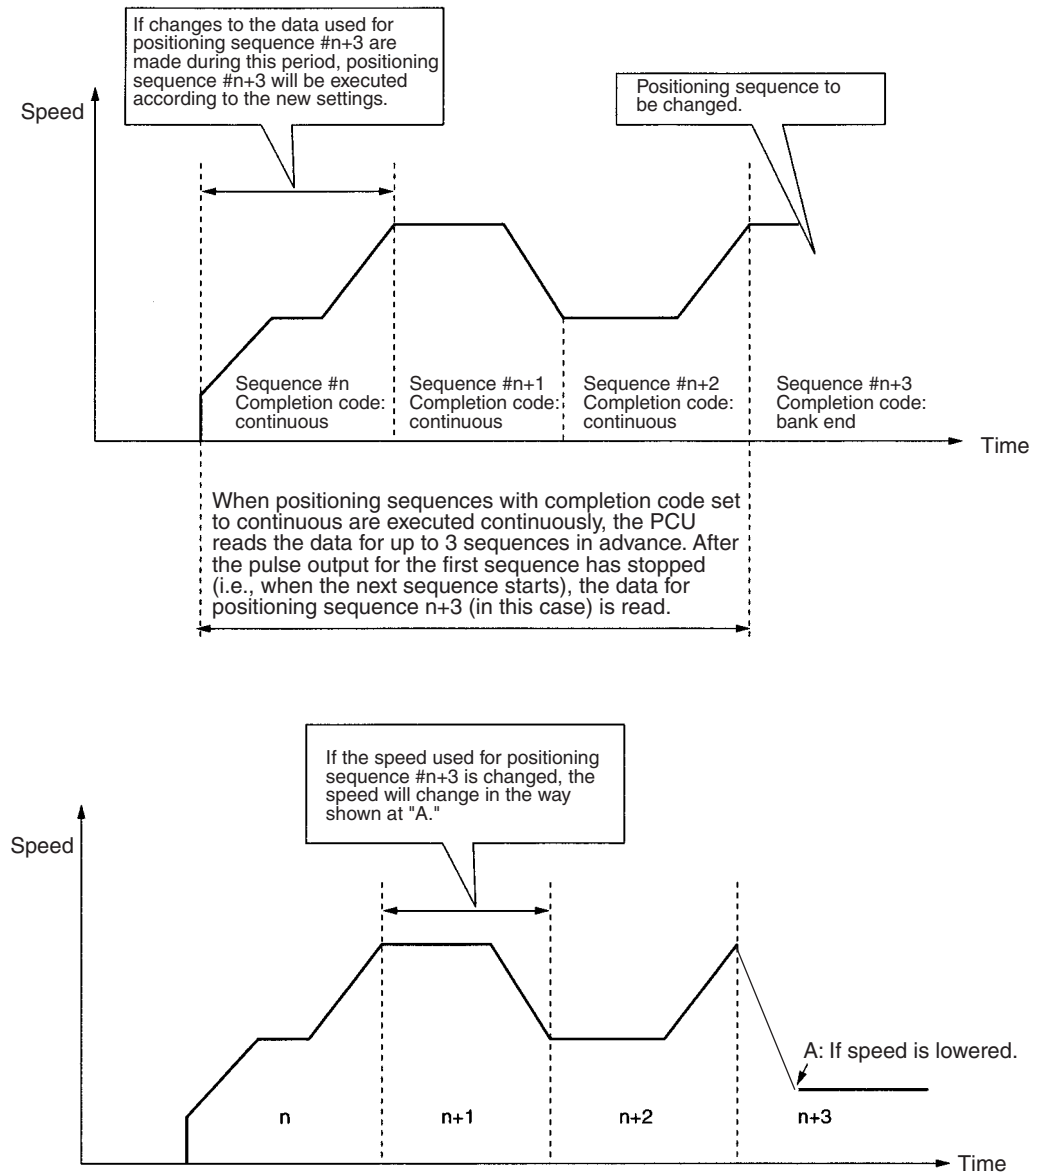 If changes to the data used for
positioning sequence #n+3 are
made during this period, positioning
sequence #n+3 will be executed
according to the new settings.
Positioning sequence to
be changed.
Speed
Sequence #n
Completion code:
continuous
Sequence #n+1
Completion code:
continuous
Sequence #n+2
Completion code:
continuous
Sequence #n+3
Completion code:
bank end
Time
When positioning sequences with completion code set
to continuous are executed continuously, the PCU
reads the data for up to 3 sequences in advance. After
the pulse output for the first sequence has stopped
(i.e., when the next sequence starts), the data for
positioning sequence n+3 (in this case) is read.
If the speed used for positioning
sequence #n+3 is changed, the
speed will change in the way
shown at "A."
Speed
A: If speed is lowered.
n
n+1
n+2
n+3
Time